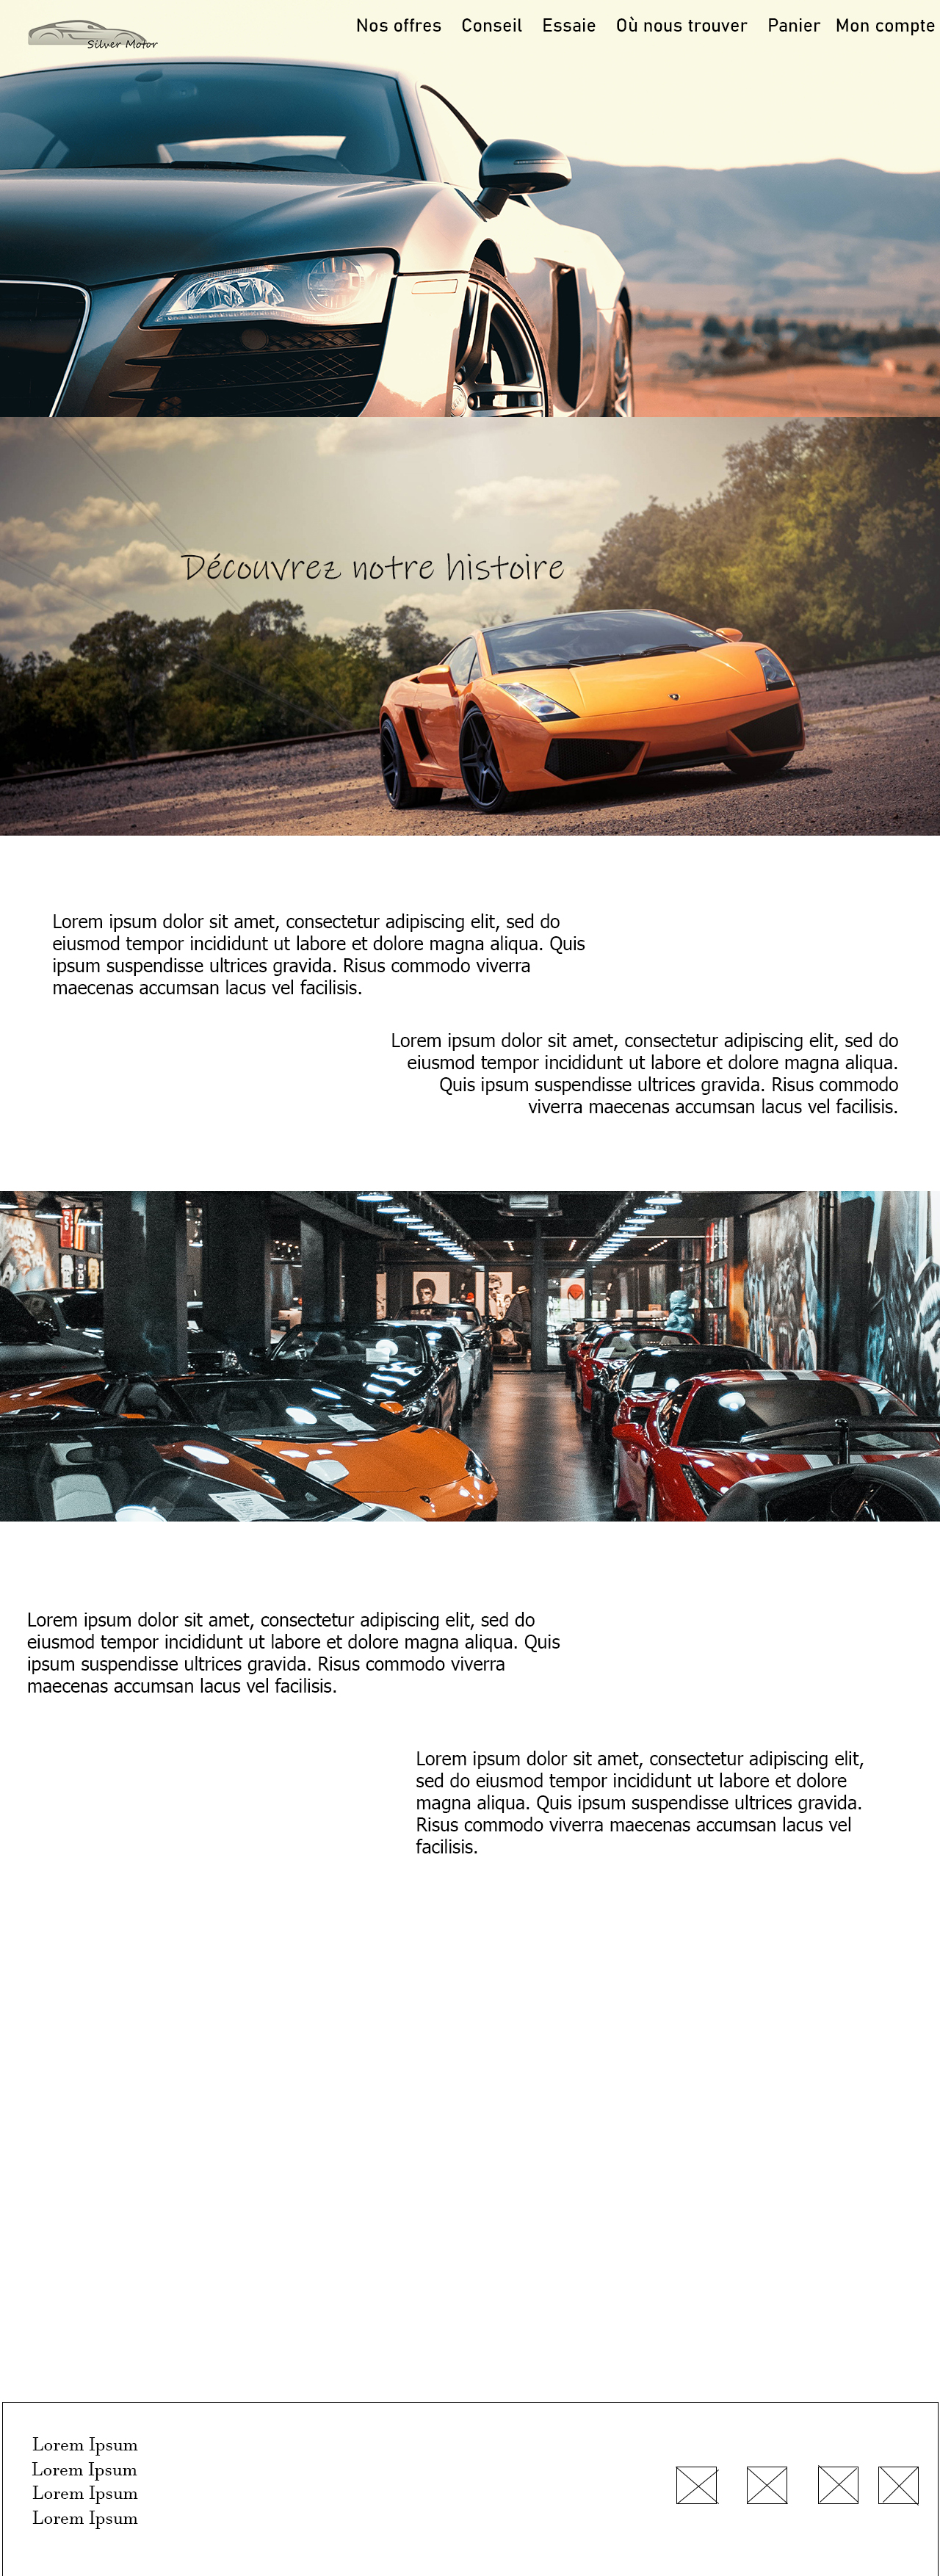 Silver Motor
Nos offres Conseil Essaie Où nous trouver Panier Mon compte
Découvrez notre histoire
Lorem ipsum dolor sit amet, consectetur adipiscing elit, sed do
eiusmod tempor incididunt ut labore et dolore magna aliqua. Quis
ipsum suspendisse ultrices gravida. Risus commodo viverra
maecenas accumsan lacus vel facilisis.
Lorem ipsum dolor sit amet, consectetur adipiscing elit, sed do
eiusmod tempor incididunt ut labore et dolore magna aliqua.
Quis ipsum suspendisse ultrices gravida. Risus commodo
viverra maecenas accumsan lacus vel facilisis.
Lorem ipsum dolor sit amet, consectetur adipiscing elit, sed do
eiusmod tempor incididunt ut labore et dolore magna aliqua. Quis
ipsum suspendisse ultrices gravida. Risus commodo viverra
maecenas accumsan lacus vel facilisis.
Lorem ipsum dolor sit amet, consectetur adipiscing elit,
sed do eiusmod tempor incididunt ut labore et dolore
magna aliqua. Quis ipsum suspendisse ultrices gravida.
Risus commodo viverra maecenas accumsan lacus vel
facilisis.
Lorem Ipsum
Lorem Ipsum
Lorem Ipsum
Lorem Ipsum